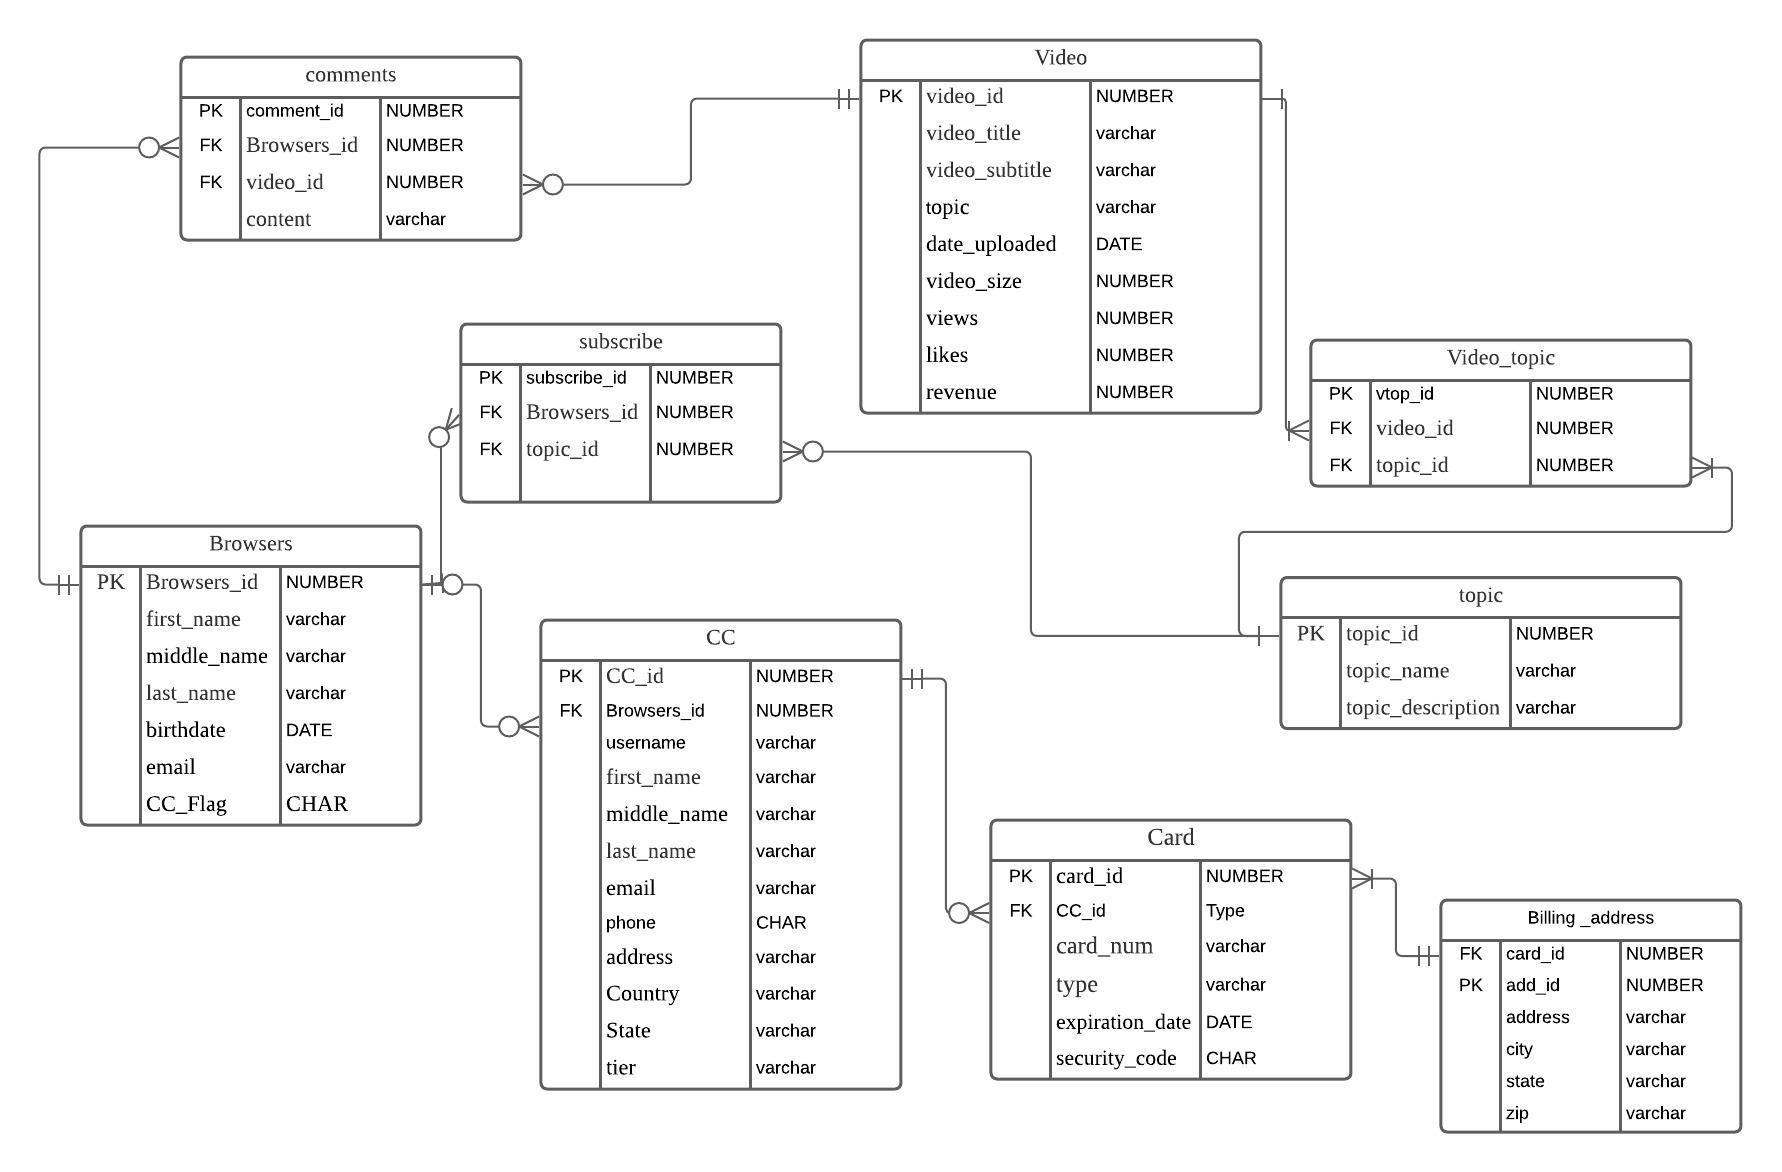 comments
PK comment_id NUMBER
FK Browsers_id NUMBER
FK video_id NUMBER
content varchar
Video
PK video_id NUMBER
video_title varchar
video_subtitle varchar
topic varchar
date_uploaded DATE
video_size NUMBER
views NUMBER
likes NUMBER
revenue NUMBER
subscribe
PK subscribe_id NUMBER
FK Browsers_id NUMBER
FK topic_id NUMBER
Video_topic
PK vtop_id NUMBER
FK video_id NUMBER
FK topic_id NUMBER
Browsers
PK Browsers_id NUMBER
first_name varchar
middle_name varchar
last_name varchar
birthdate DATE
email varchar
CC_Flag CHAR
topic
PK topic_id NUMBER
topic_name varchar
topic_description varchar
CC
PK CC_id NUMBER
FK Browsers_id NUMBER
username varchar
first_name varchar
middle_name varchar
last_name varchar
email varchar
phone CHAR
address varchar
Country varchar
State varchar
tier varchar
Card
PK card_id NUMBER
FK CC_id Type
card_num varchar
type varchar
expiration_date DATE
security_code CHAR
Billing _address
FK card_id NUMBER
PK add_id NUMBER
address varchar
city varchar
state varchar
zip varchar